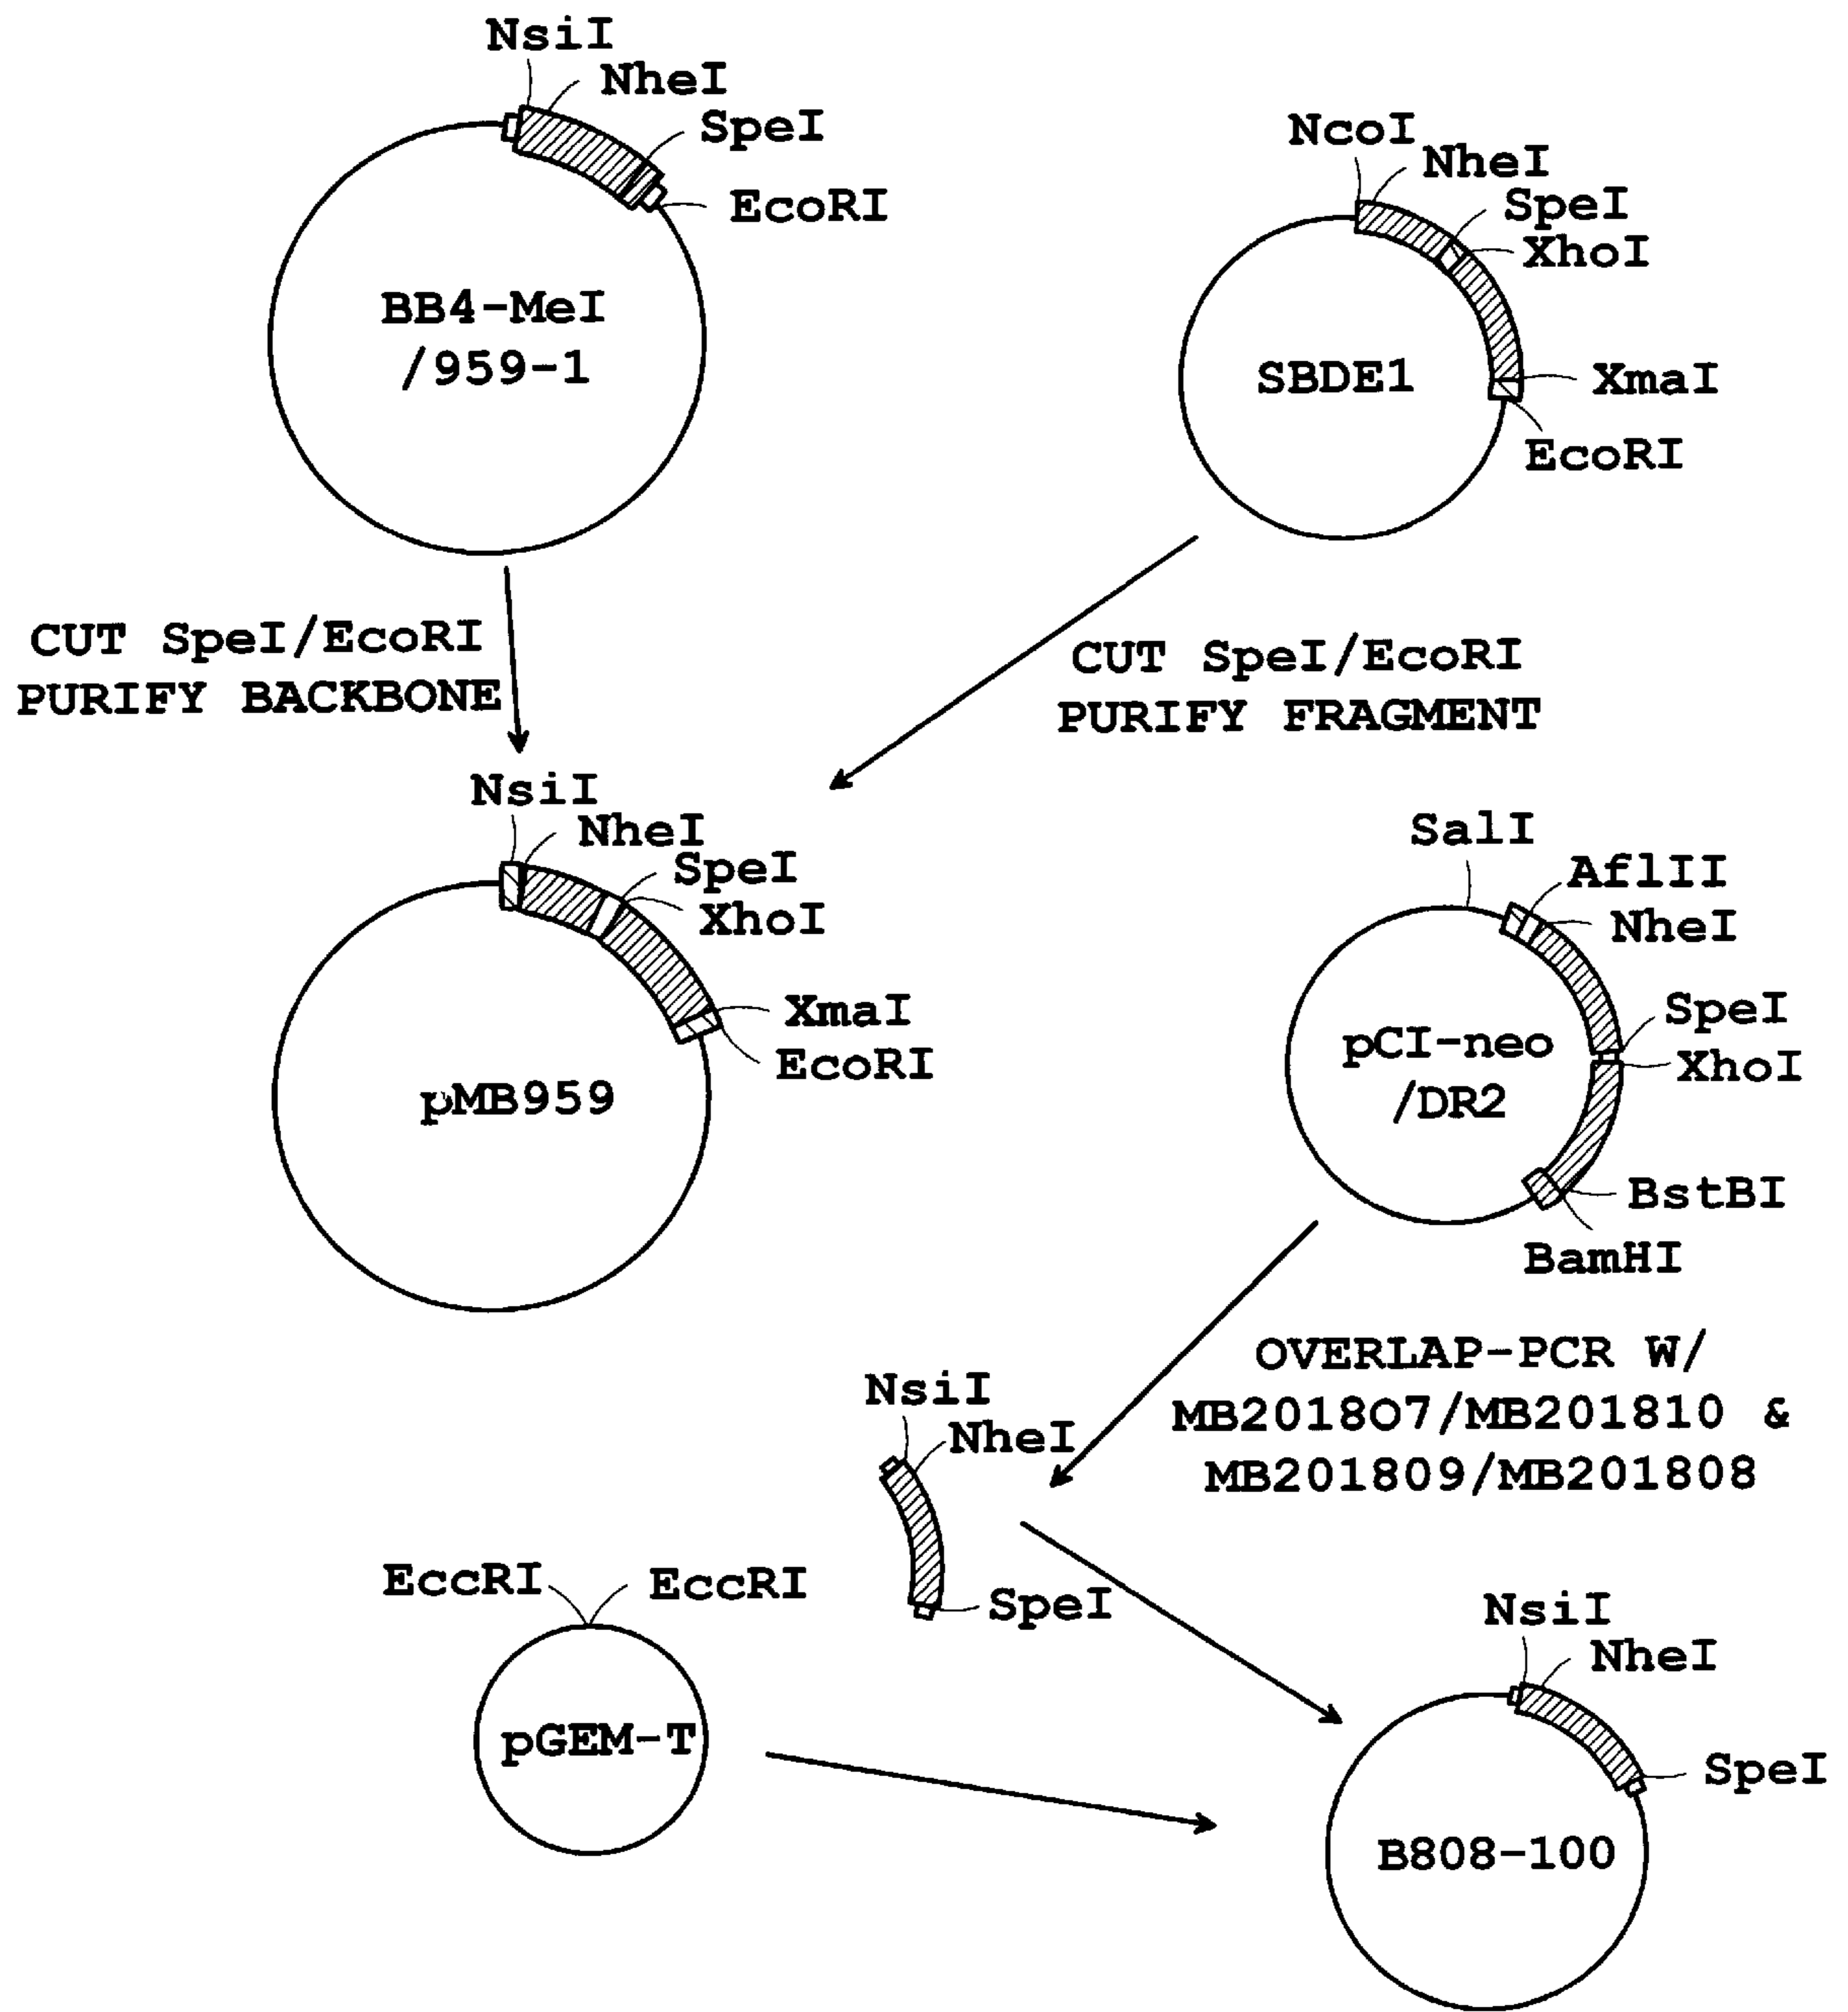 NsiI
NheI
SpeI
EcoRI
BB4-MeI
/959-1
NcoI
NheI
SpeI
XhoI
XmaI
EcoRI
SBDE1
CUT SpeI/EcoRI
PURIFY BACKBONE
CUT SpeI/EcoRI
PURIFY FRAGMENT
NsiI
NheI
SpeI
XhoI
XmaI
EcoRI
pMB959
SalI
AflII
NheI
SpeI
XhoI
BstBI
BamHI
pCI-neo
/DR2
OVERLAP-PCR W/
MB201807/MB201810 &
MB201809/MB201808
NsiI
NheI
SpeI
EccRI
EccRI
pGEM-T
NsiI
NheI
SpeI
B808-100